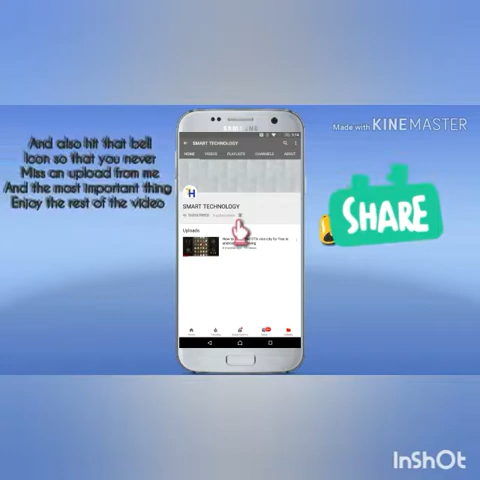 And also hit that bell
Icon so that you never
Miss an upload from me
And the most important thing
Enjoy the rest of the video
SAMSUNG
SMART TECHNOLOGY
HOME VIDEOS PLAYLISTS CHANNELS ABOUT
SMART TECHNOLOGY
SUBSCRIBED
Uploads
Made with KINEMASTER
SHARE
InShOt